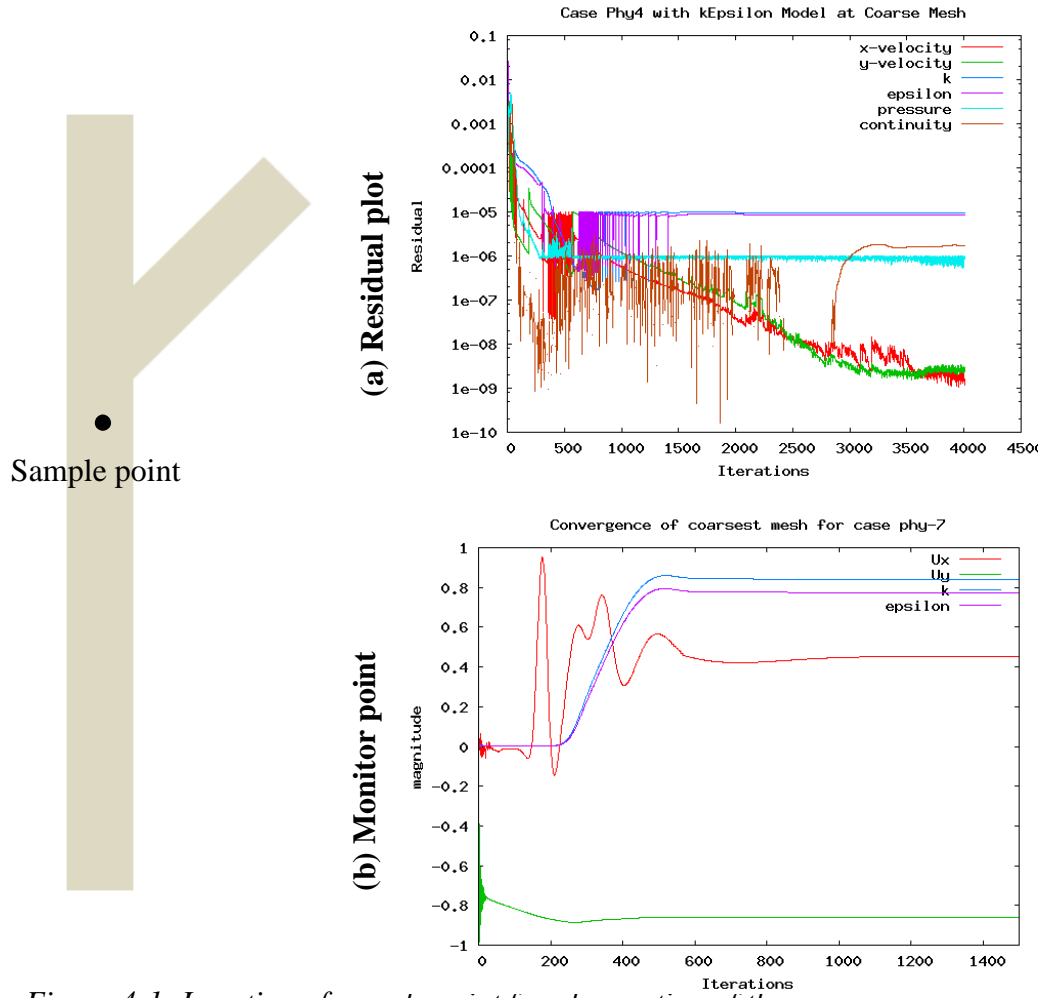 Sample point
(a) Residual plot
Case Phy4 with kEpsilon Model at Coarse Mesh
x-velocity
y-velocity
k
epsilon
pressure
continuity
0.1
0.01
0.001
0.0001
1e-05
1e-06
1e-07
1e-08
1e-09
1e-10
Residual
0 500 1000 1500 2000 2500 3000 3500 4000 4500
Iterations
(b) Monitor point
Convergence of coarsest mesh for case phy-7
Ux
Uy
k
epsilon
1
0.8
0.6
0.4
0.2
0
-0.2
-0.4
-0.6
-0.8
-1
magnitude
0 200 400 600 800 1000 1200 1400
Iterations